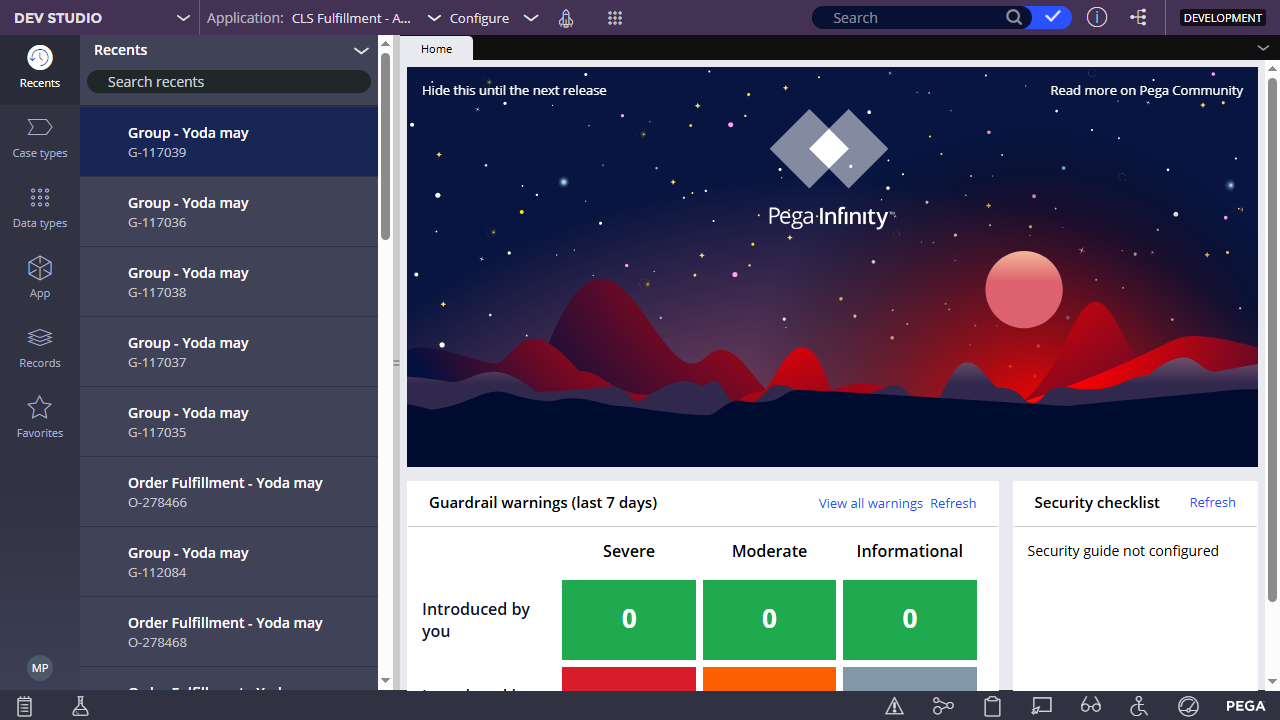 DEV STUDIO
Application: CLS Fulfillment - A... Configure
Search
DEVELOPMENT
Recents
Case types
Data types
App
Records
Favorites
MP
Recents
Search recents
Group - Yoda may
G-117039
Group - Yoda may
G-117036
Group - Yoda may
G-117038
Group - Yoda may
G-117037
Group - Yoda may
G-117035
Order Fulfillment - Yoda may
O-278466
Group - Yoda may
G-112084
Order Fulfillment - Yoda may
O-278468
Home
Hide this until the next release
Read more on Pega Community
Pega Infinity
Guardrail warnings (last 7 days)
View all warnings Refresh
Severe Moderate Informational
Introduced by
you
0 0 0
Security checklist
Refresh
Security guide not configured
PEGA